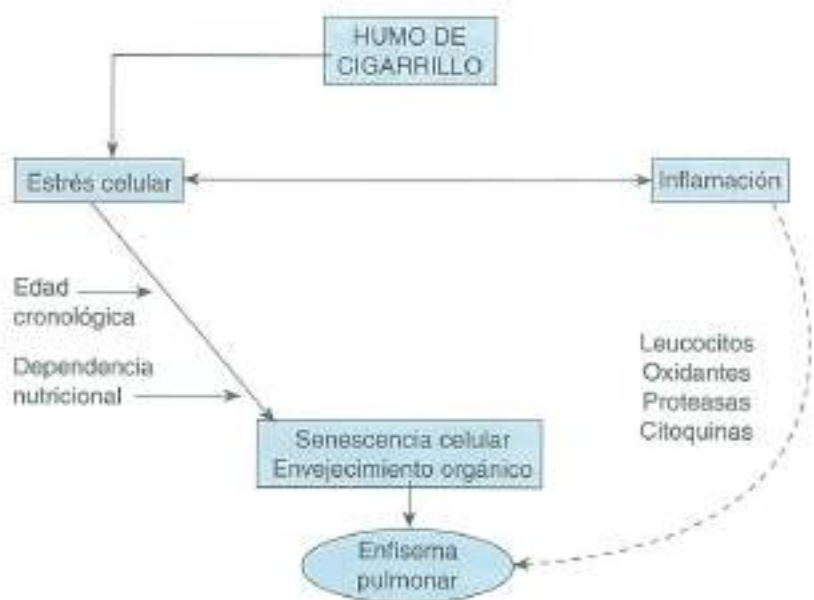 HUMO DE
CIGARRILLO
Estrés celular
Inflamación
Edad
cronológica
Dependencia
nutricional
Leucocitos
Oxidantes
Proteasas
Citoquinas
Senescencia celular
Envejecimiento orgánico
Enfisema
pulmonar